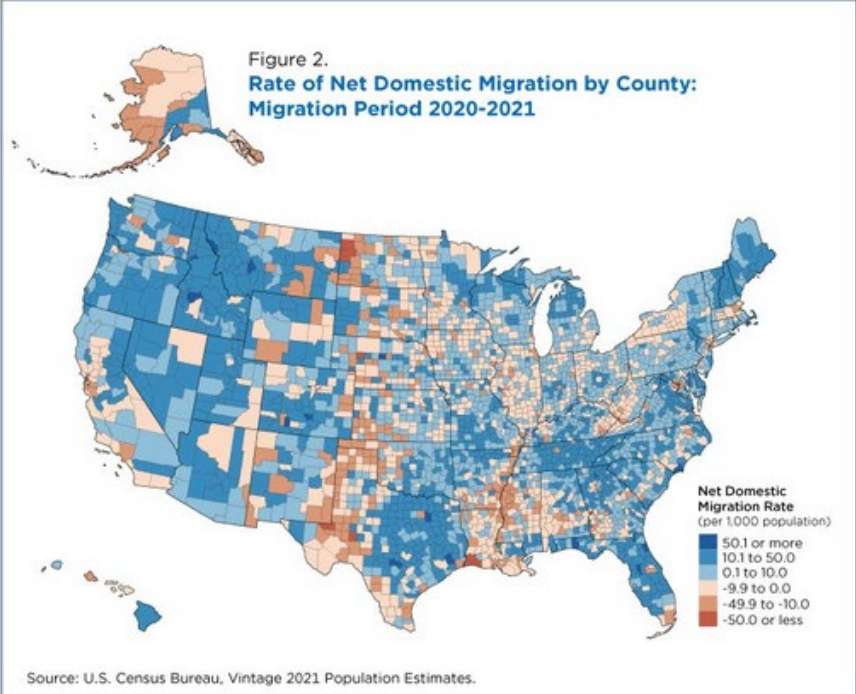 Figure 2.
Rate of Net Domestic Migration by County:
Migration Period 2020-2021
Net Domestic
Migration Rate
(per 1,000 population)
50.1 or more
10.1 to 50.0
0.1 to 10.0
-9.9 to 0.0
-49.9 to -10.0
-50.0 or less
Source: U.S. Census Bureau, Vintage 2021 Population Estimates.